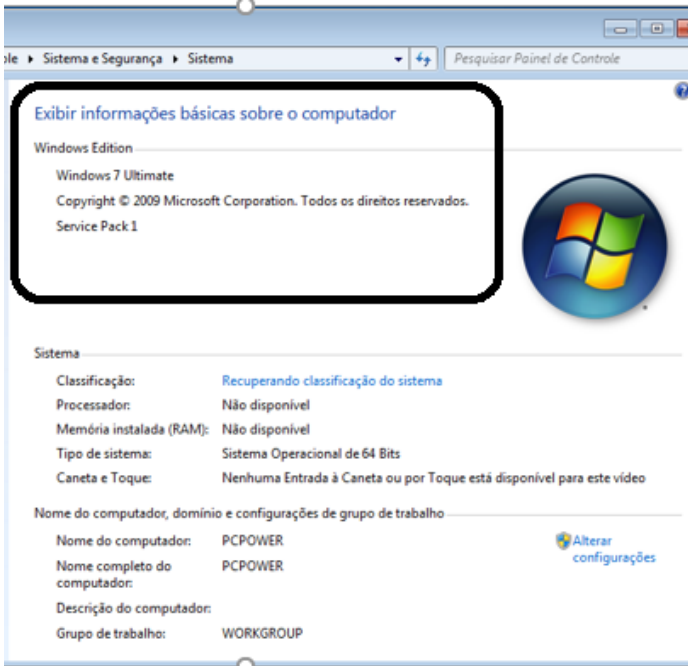 ole ▸ Sistema e Segurança ▸ Sistema
Pesquisar Painel de Controle
Exibir informações básicas sobre o computador
Windows Edition
Windows 7 Ultimate
Copyright © 2009 Microsoft Corporation. Todos os direitos reservados.
Service Pack 1
Sistema
Classificação: Recuperando classificação do sistema
Processador: Não disponível
Memória instalada (RAM): Não disponível
Tipo de sistema: Sistema Operacional de 64 Bits
Caneta e Toque: Nenhuma Entrada à Caneta ou por Toque está disponível para este vídeo
Nome do computador, domínio e configurações de grupo de trabalho
Nome do computador: PCPOWER
Alterar
configurações
Nome completo do
computador:
PCPOWER
Descrição do computador:
Grupo de trabalho: WORKGROUP